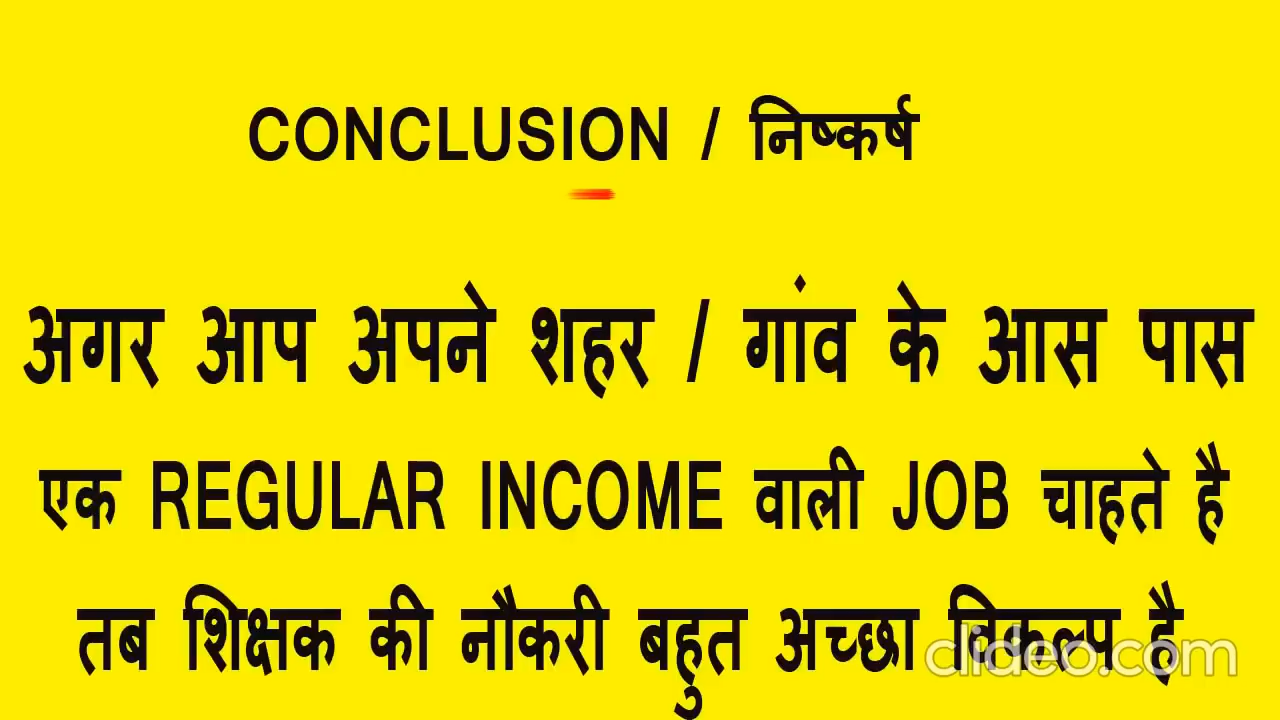 CONCLUSION / निष्कर्ष
अगर आप अपने शहर / गांव के आस पास
एक REGULAR INCOME वाली JOB चाहते है
तब शिक्षक की नौकरी बहुत अच्छा विकल्प है
clideo.com